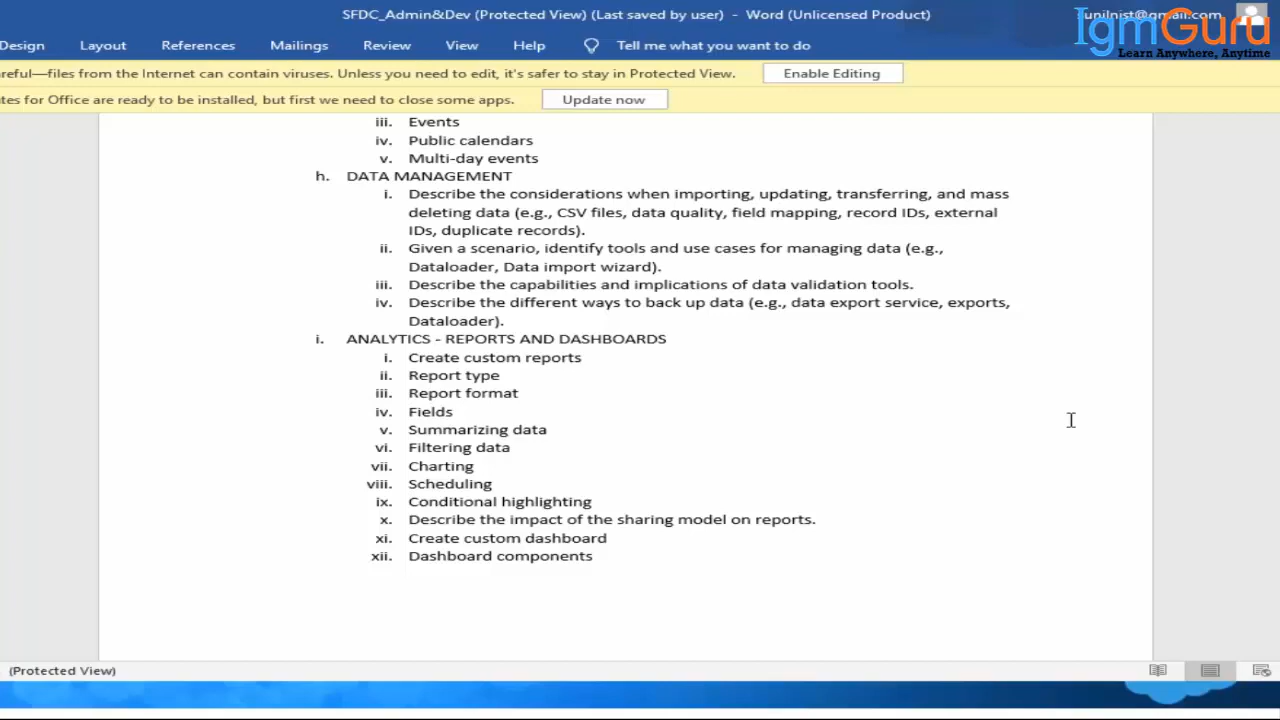 SFDC_Admin&Dev (Protected View) (Last saved by user) - Word (Unlicensed Product)
IgmGuru
Learn Anywhere, Anytime
Design Layout References Mailings Review View Help Tell me what you want to do
reful—files from the Internet can contain viruses. Unless you need to edit, it's safer to stay in Protected View. Enable Editing
tes for Office are ready to be installed, but first we need to close some apps. Update now
iii. Events
iv. Public calendars
v. Multi-day events
h. DATA MANAGEMENT
i. Describe the considerations when importing, updating, transferring, and mass
deleting data (e.g., CSV files, data quality, field mapping, record IDs, external
IDs, duplicate records).
ii. Given a scenario, identify tools and use cases for managing data (e.g.,
Dataloader, Data import wizard).
iii. Describe the capabilities and implications of data validation tools.
iv. Describe the different ways to back up data (e.g., data export service, exports,
Dataloader).
i. ANALYTICS - REPORTS AND DASHBOARDS
i. Create custom reports
ii. Report type
iii. Report format
iv. Fields
v. Summarizing data
vi. Filtering data
vii. Charting
viii. Scheduling
ix. Conditional highlighting
x. Describe the impact of the sharing model on reports.
xi. Create custom dashboard
xii. Dashboard components
(Protected View)